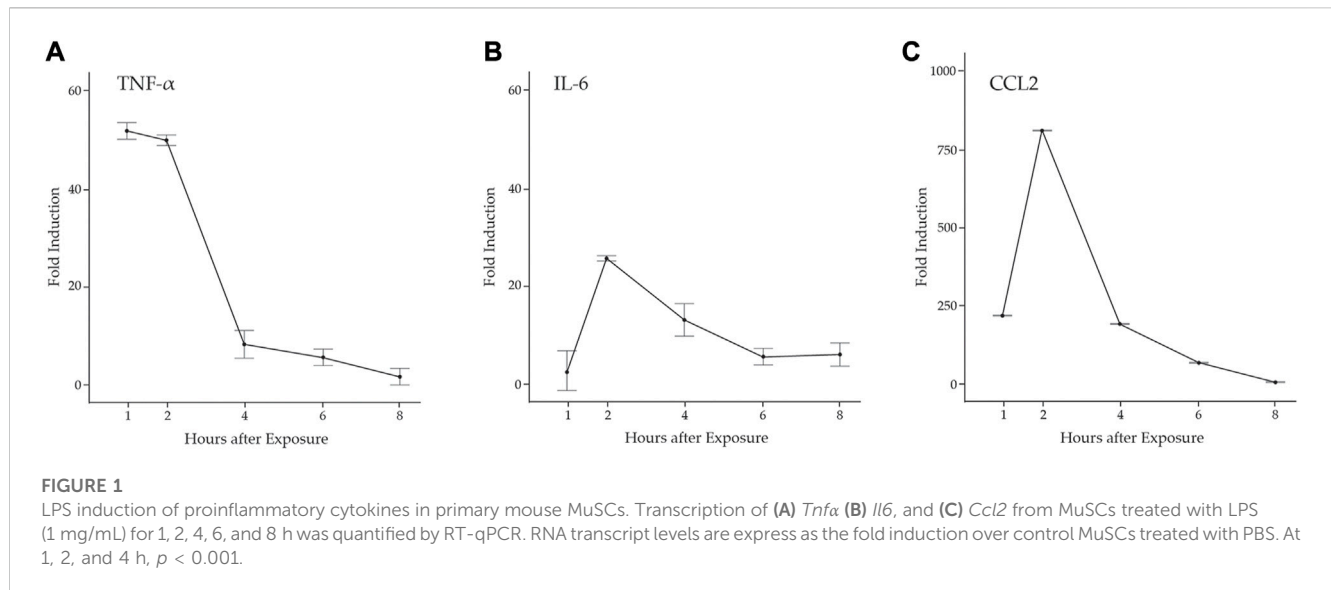 A
TNF-α
60
40
20
0
Fold Induction
1 2 4 6 8
Hours after Exposure
B
IL-6
60
40
20
0
Fold Induction
1 2 4 6 8
Hours after Exposure
C
CCL2
1000
750
500
250
0
Fold Induction
1 2 4 6 8
Hours after Exposure
FIGURE 1
LPS induction of proinflammatory cytokines in primary mouse MuSCs. Transcription of (A) Tnfα (B) Il6, and (C) Ccl2 from MuSCs treated with LPS
(1 mg/mL) for 1, 2, 4, 6, and 8 h was quantified by RT-qPCR. RNA transcript levels are express as the fold induction over control MuSCs treated with PBS. At
1, 2, and 4 h, p < 0.001.